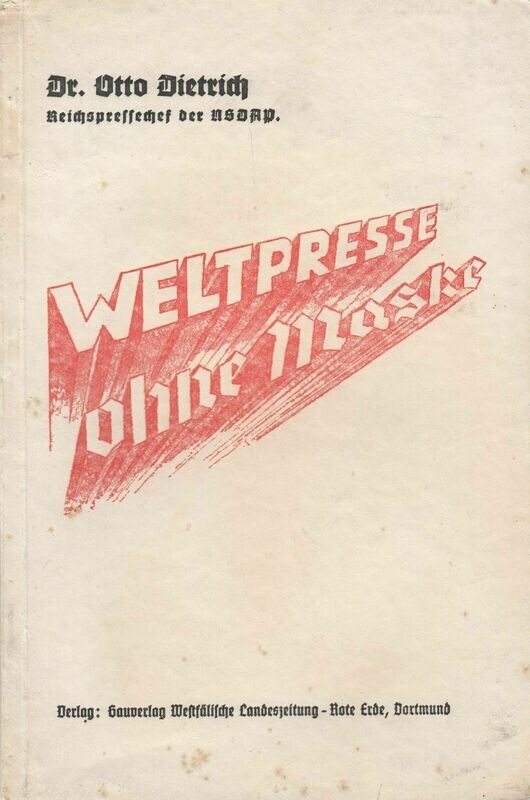 Dr. Otto Dietrich
Reichspressechef der NSDAP.
WELTPRESSE
ohne Maske
Verlag: Gauverlag Westfälische Landeszeitung - Rote Erde, Dortmund